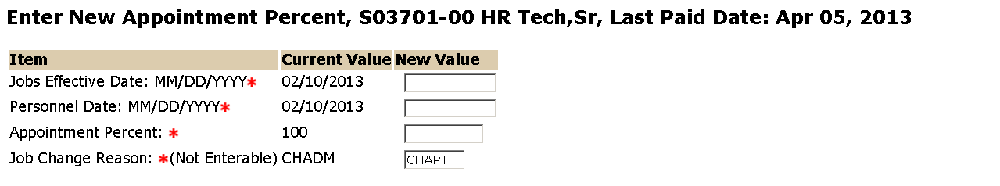 Enter New Appointment Percent, S03701-00 HR Tech,Sr, Last Paid Date: Apr 05, 2013
Item Current Value New Value
Jobs Effective Date: MM/DD/YYYY* 02/10/2013
Personnel Date: MM/DD/YYYY* 02/10/2013
Appointment Percent: * 100
Job Change Reason: *(Not Enterable) CHADM CHAPT